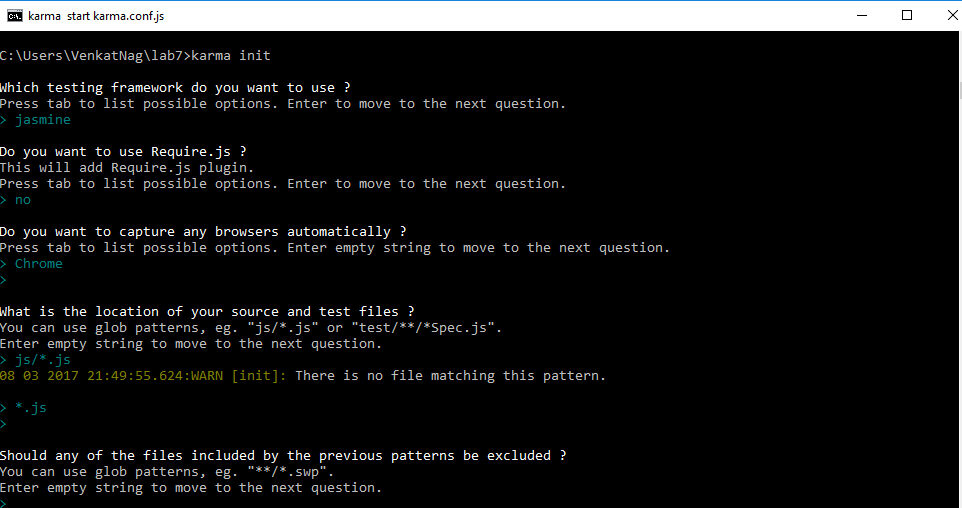 karma  start karma.conf.js
C:\Users\VenkatNag\lab7>karma init
Which testing framework do you want to use ?
Press tab to list possible options. Enter to move to the next question.
> jasmine
Do you want to use Require.js ?
This will add Require.js plugin.
Press tab to list possible options. Enter to move to the next question.
> no
Do you want to capture any browsers automatically ?
Press tab to list possible options. Enter empty string to move to the next question.
> Chrome
>
What is the location of your source and test files ?
You can use glob patterns, eg. "js/*.js" or "test/**/*Spec.js".
Enter empty string to move to the next question.
> js/*.js
08 03 2017 21:49:55.624:WARN [init]: There is no file matching this pattern.
> *.js
>
Should any of the files included by the previous patterns be excluded ?
You can use glob patterns, eg. "**/*.swp".
Enter empty string to move to the next question.
>